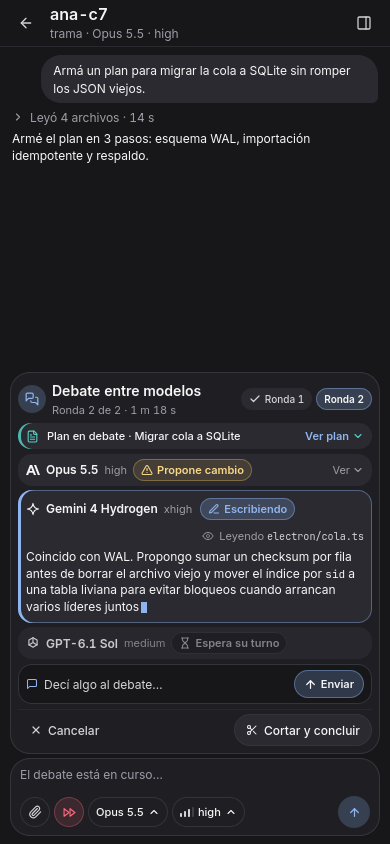 ana-c7
trama · Opus 5.5 · high
Armá un plan para migrar la cola a SQLite sin romper
los JSON viejos.
Leyó 4 archivos · 14 s
Armé el plan en 3 pasos: esquema WAL, importación
idempotente y respaldo.
Debate entre modelos
Ronda 2 de 2 · 1 m 18 s
Ronda 1
Ronda 2
Plan en debate · Migrar cola a SQLite
Ver plan
Opus 5.5 high
Propone cambio
Ver
Gemini 4 Hydrogen xhigh
Escribiendo
Leyendo electron/cola.ts
Coincido con WAL. Propongo sumar un checksum por fila
antes de borrar el archivo viejo y mover el índice por sid a
una tabla liviana para evitar bloqueos cuando arrancan
varios líderes juntos
GPT-6.1 Sol medium
Espera su turno
Decí algo al debate...
Enviar
Cancelar
Cortar y concluir
El debate está en curso...
Opus 5.5
high